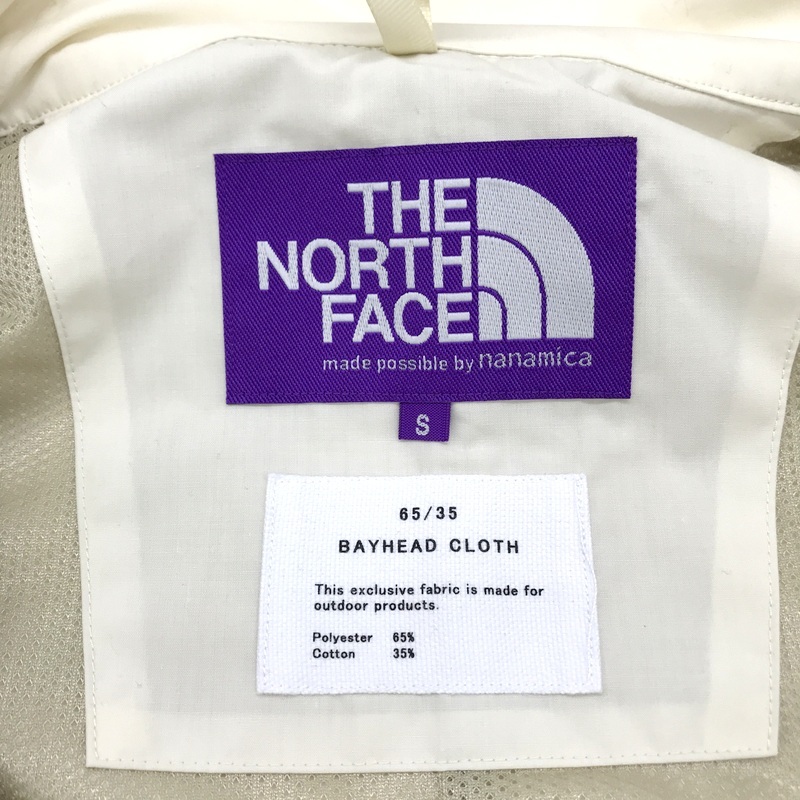 THE
NORTH
FACE
made possible by nanamica
S
65/35
BAYHEAD CLOTH
This exclusive fabric is made for
outdoor products.
Polyester 65%
Cotton 35%